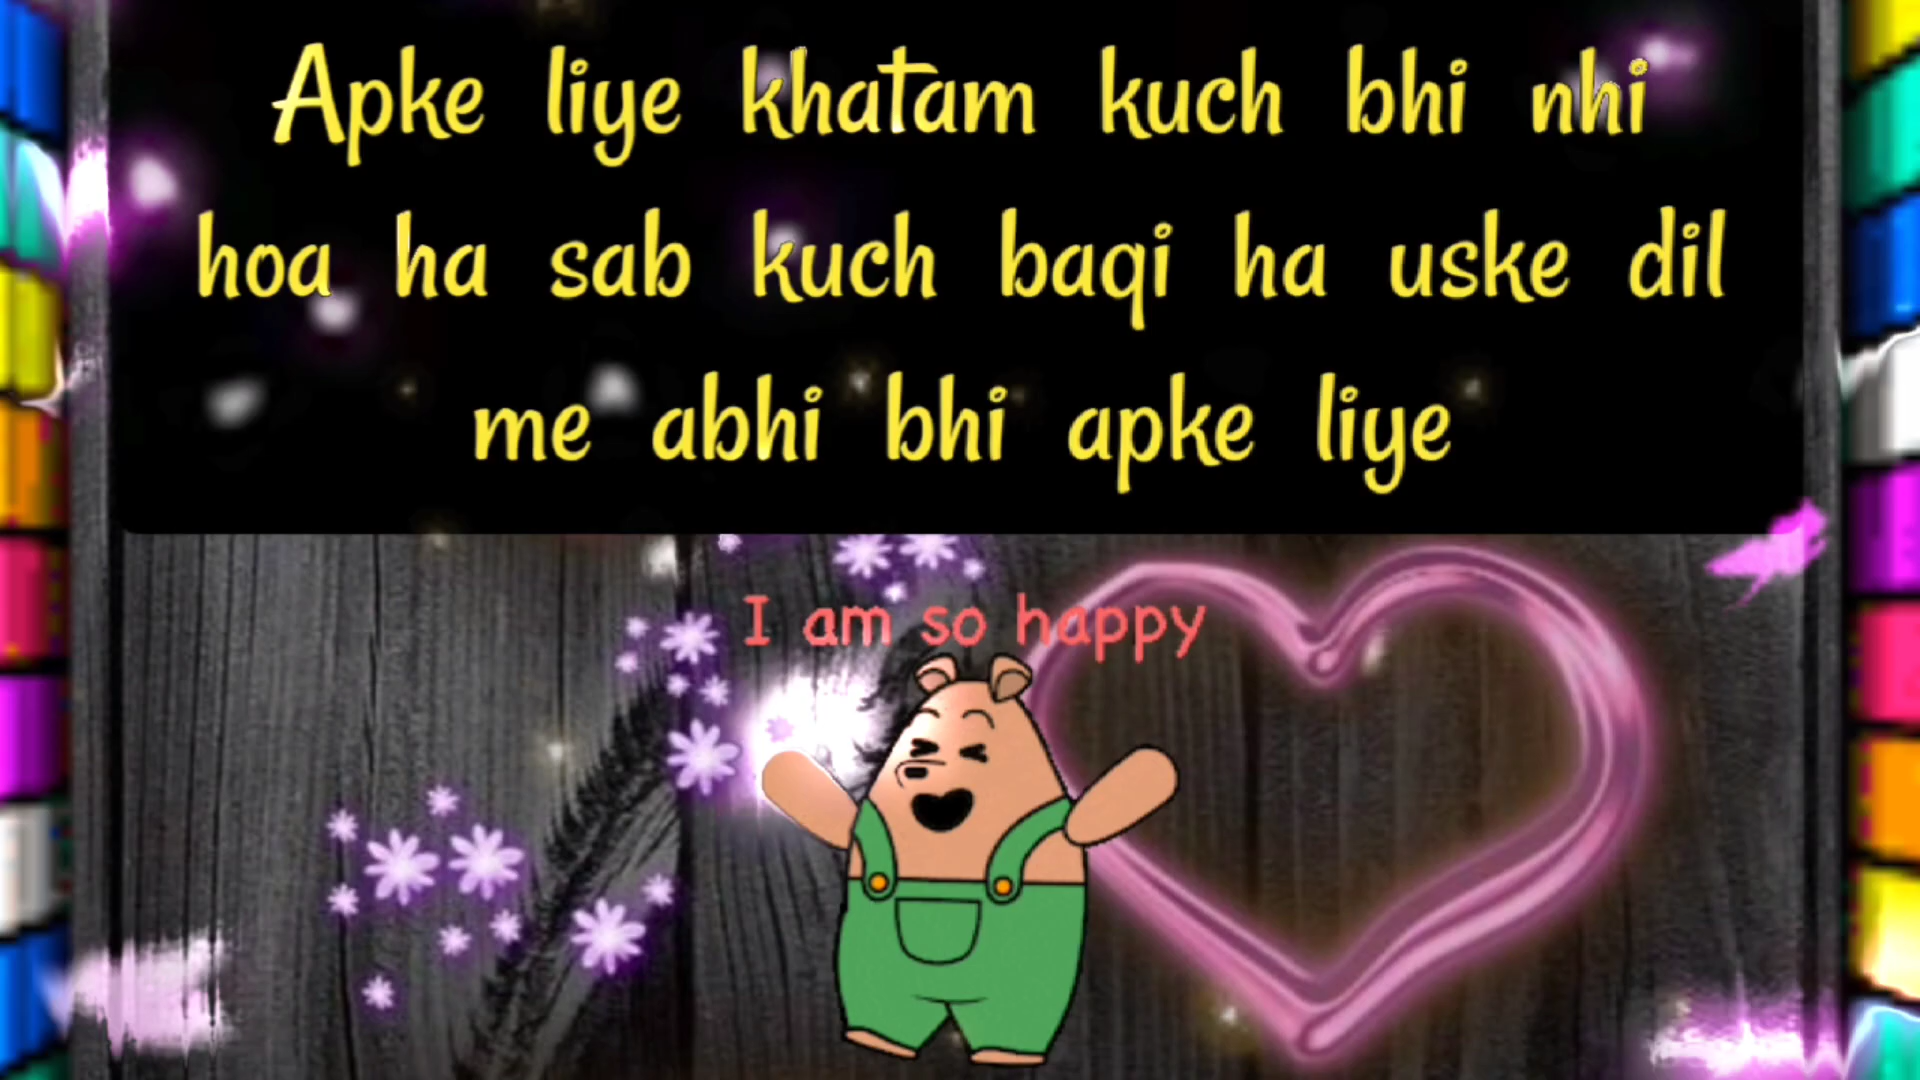 Apke liye khatam kuch bhi nhi
hoa ha sab kuch baqi ha uske dil
me abhi bhi apke liye
I am so happy